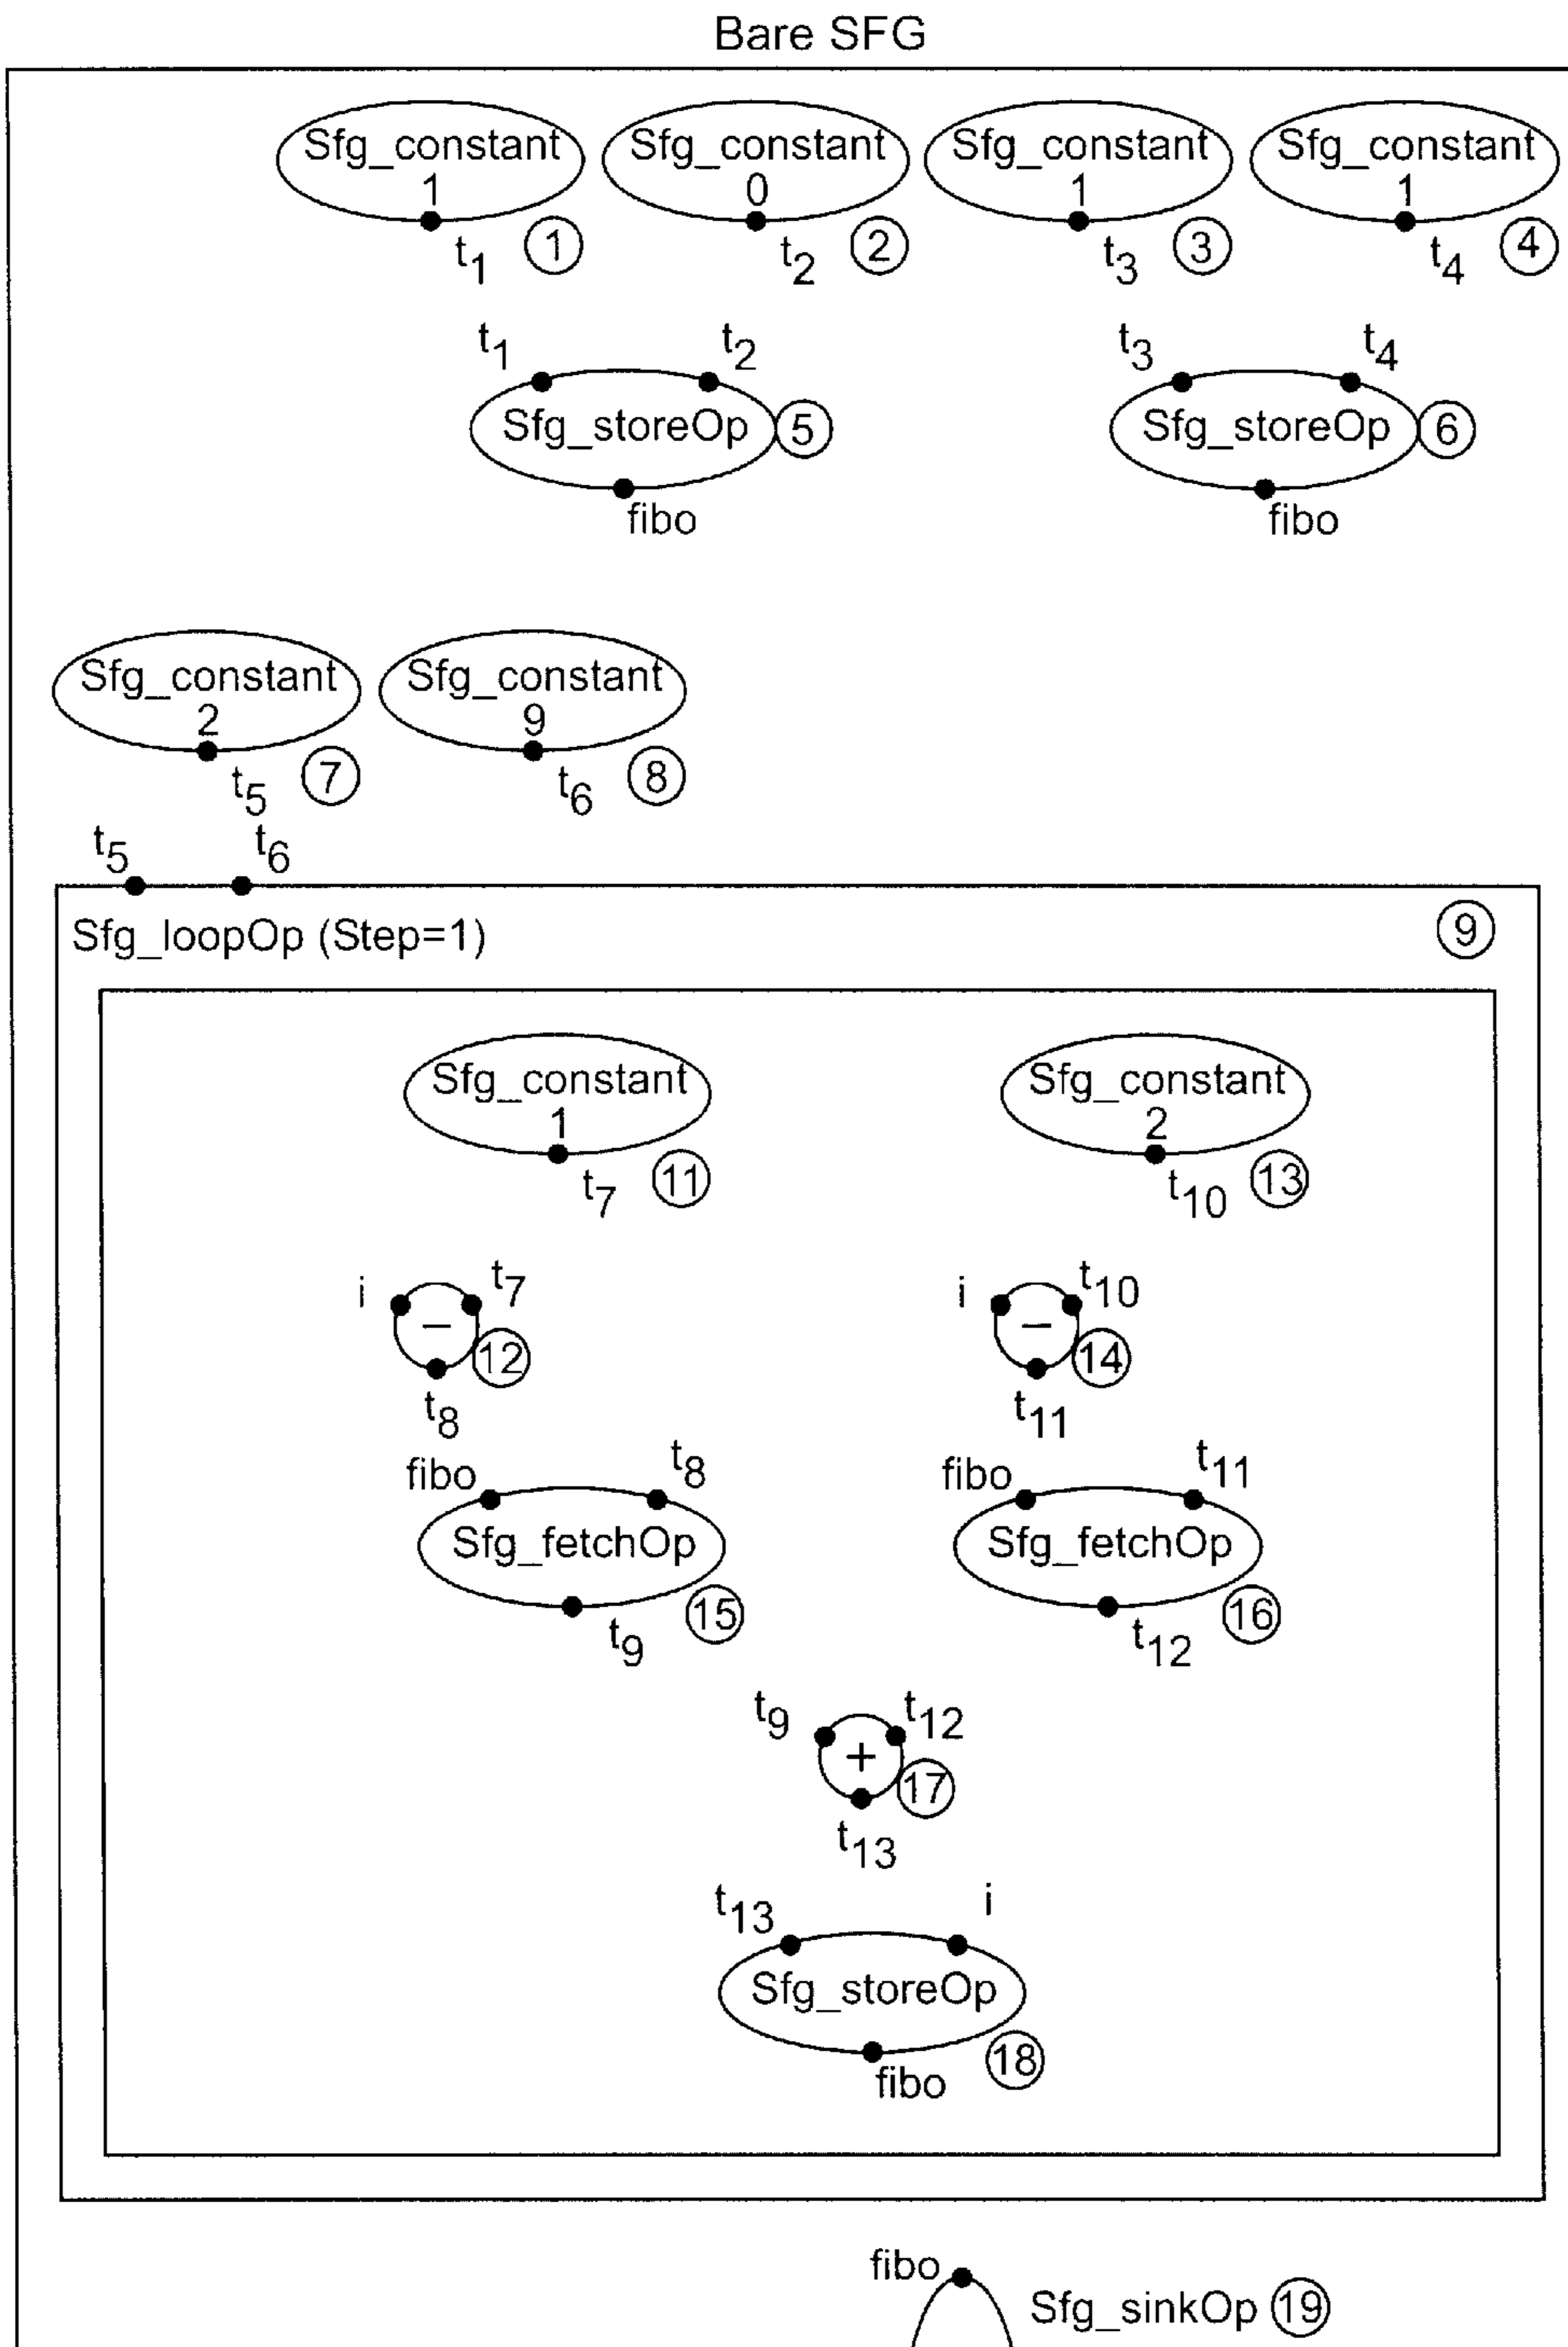 Bare SFG
Sfg_constant Sfg_constant Sfg_constant Sfg_constant
1 0 1 1
t1 1 t2 2 t3 3 t4 4
t1 t2 t3 t4
Sfg_storeOp 5 Sfg_storeOp 6
fibo fibo
Sfg_constant Sfg_constant
2 9
t5 7 t6 8
t5 t6
Sfg_loopOp (Step=1) 9
Sfg_constant Sfg_constant
1 2
t7 11 t10 13
i t7 i t10
− 12 − 14
t8 t11
fibo t8 fibo t11
Sfg_fetchOp Sfg_fetchOp
t9 15 t12 16
t9 t12
+ 17
t13
t13 i
Sfg_storeOp
fibo 18
fibo
Sfg_sinkOp 19